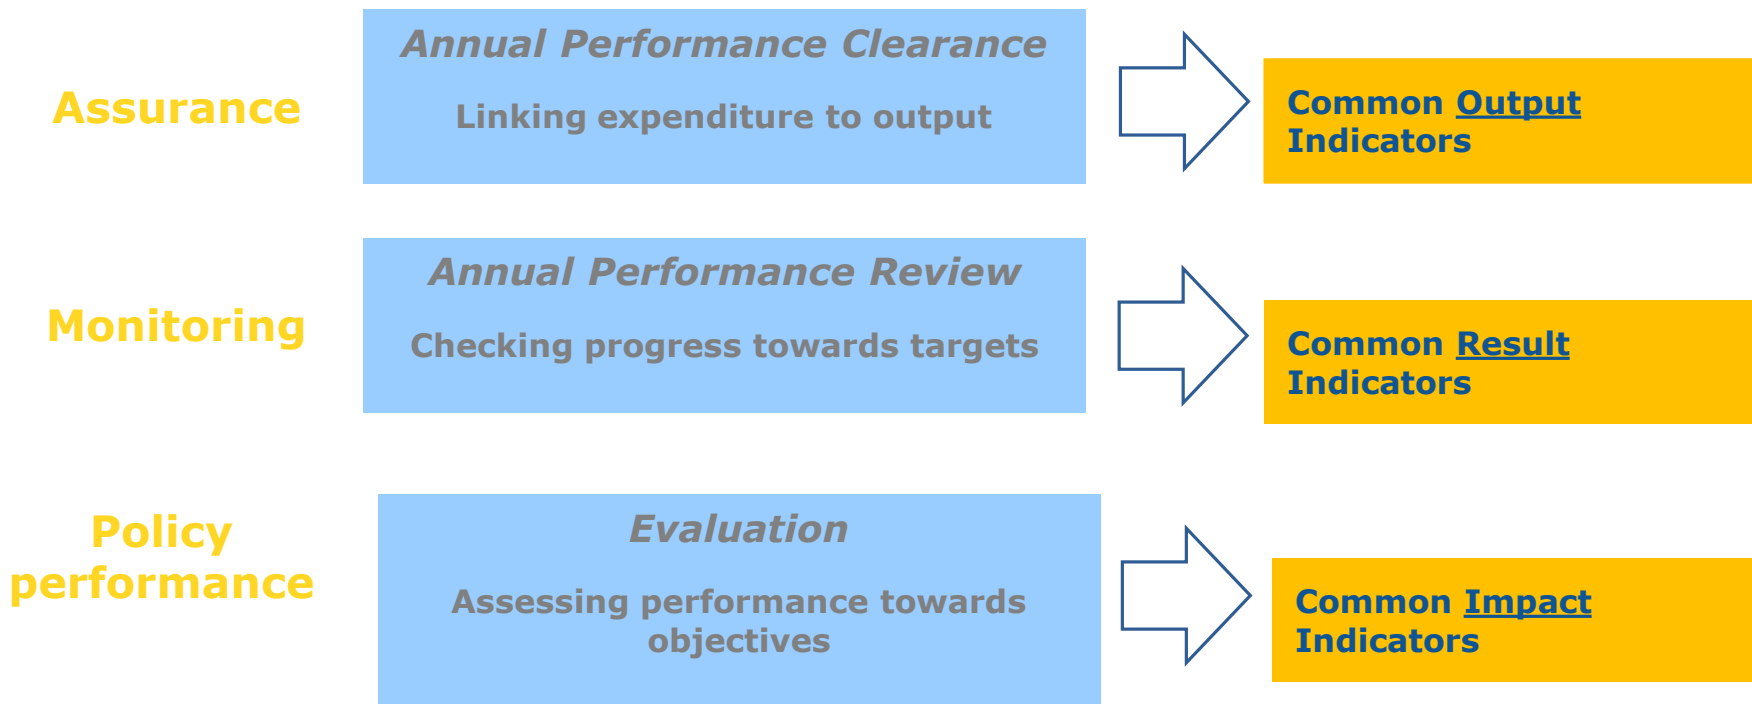 Assurance
Annual Performance Clearance
Linking expenditure to output
Common Output
Indicators
Monitoring
Annual Performance Review
Checking progress towards targets
Common Result
Indicators
Policy
performance
Evaluation
Assessing performance towards
objectives
Common Impact
Indicators